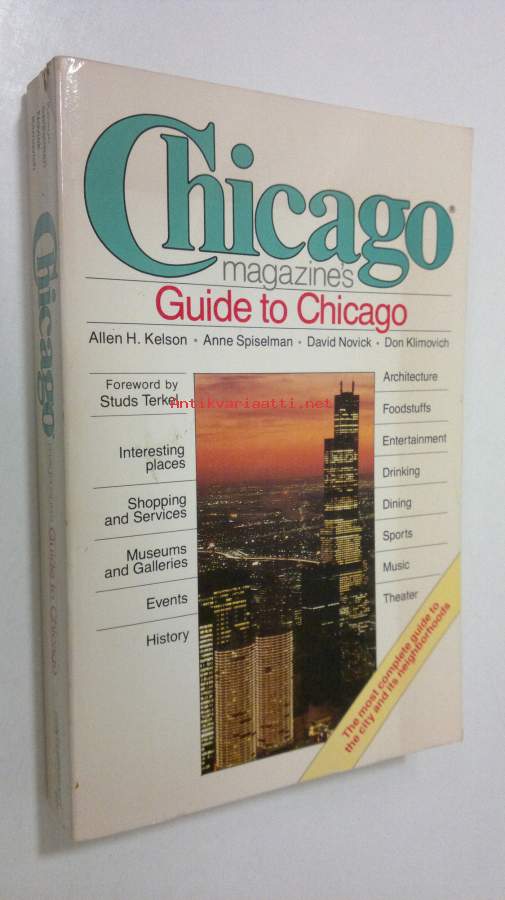 Chicago®
magazine's
Guide to Chicago
Allen H. Kelson • Anne Spiselman • David Novick • Don Klimovich
Foreword by
Studs Terkel
Interesting
places
Shopping
and Services
Museums
and Galleries
Events
History
Architecture
Foodstuffs
Entertainment
Drinking
Dining
Sports
Music
Theater
The most complete guide to
the city and its neighborhoods
Antikvariaatti.net
Chicago
Guide to Chicago